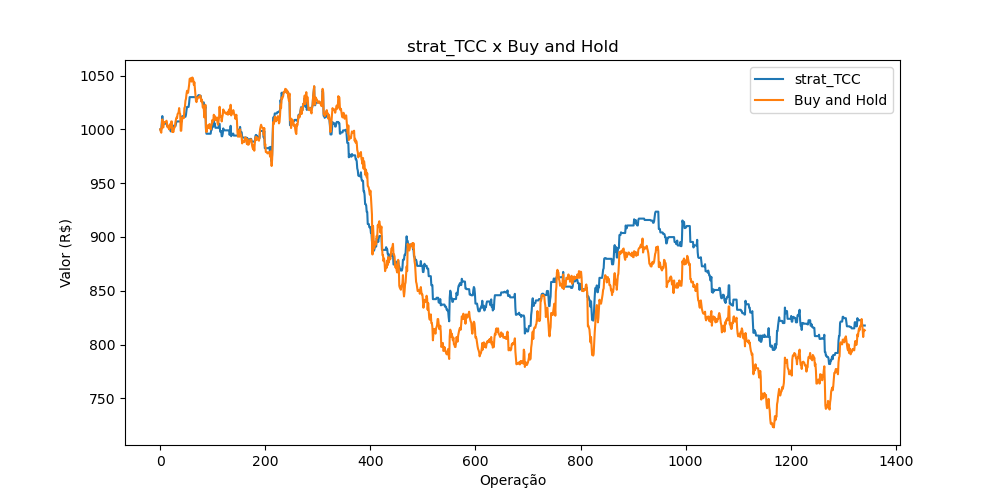 strat_TCC x Buy and Hold
strat_TCC
Buy and Hold
1050
1000
950
900
850
800
750
Valor (R$)
0 200 400 600 800 1000 1200 1400
Operação